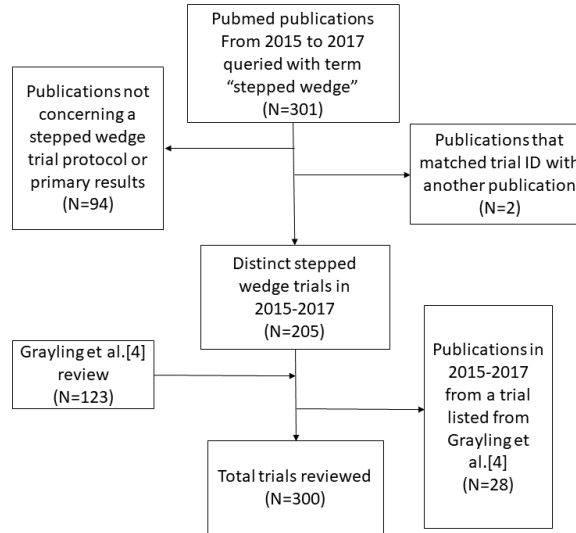 Pubmed publications
From 2015 to 2017
queried with term
“stepped wedge”
(N=301)
Publications not
concerning a
stepped wedge
trial protocol or
primary results
(N=94)
Publications that
matched trial ID with
another publication
(N=2)
Distinct stepped
wedge trials in
2015-2017
(N=205)
Grayling et al.[4]
review
(N=123)
Publications in
2015-2017
from a trial
listed from
Grayling et
al.[4]
(N=28)
Total trials reviewed
(N=300)